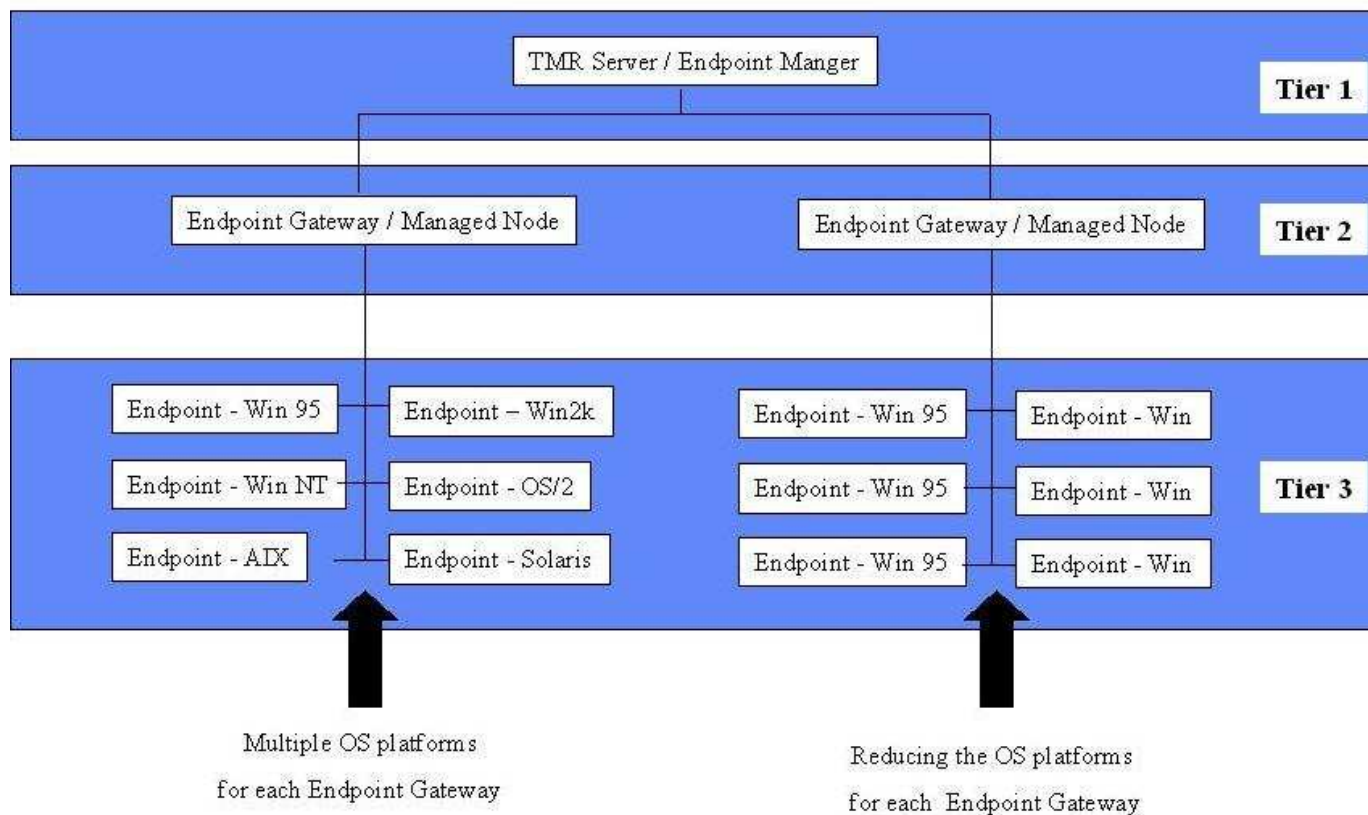 TMR Server / Endpoint Manger
Tier 1
Endpoint Gateway / Managed Node
Endpoint Gateway / Managed Node
Tier 2
Endpoint - Win 95
Endpoint – Win2k
Endpoint - Win 95
Endpoint - Win
Endpoint - Win NT
Endpoint - OS/2
Endpoint - Win 95
Endpoint - Win
Tier 3
Endpoint - AIX
Endpoint - Solaris
Endpoint - Win 95
Endpoint - Win
Multiple OS platforms
for each Endpoint Gateway
Reducing the OS platforms
for each Endpoint Gateway